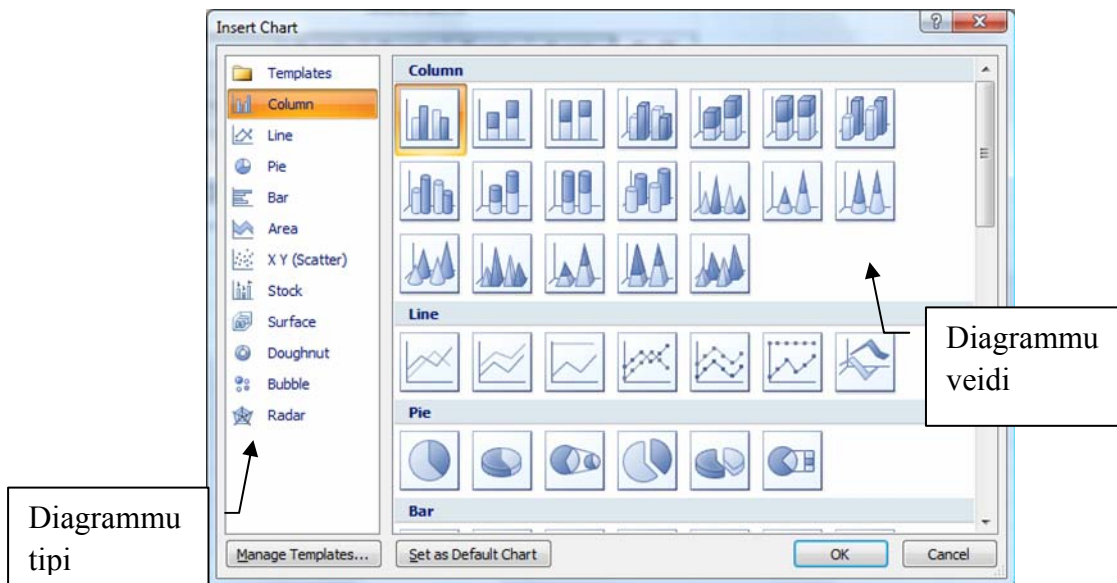 Insert Chart
Templates
Column
Line
Pie
Bar
Area
X Y (Scatter)
Stock
Surface
Doughnut
Bubble
Radar
Column
Line
Pie
Bar
Manage Templates...
Set as Default Chart
OK
Cancel
Diagrammu
veidi
Diagrammu
tipi